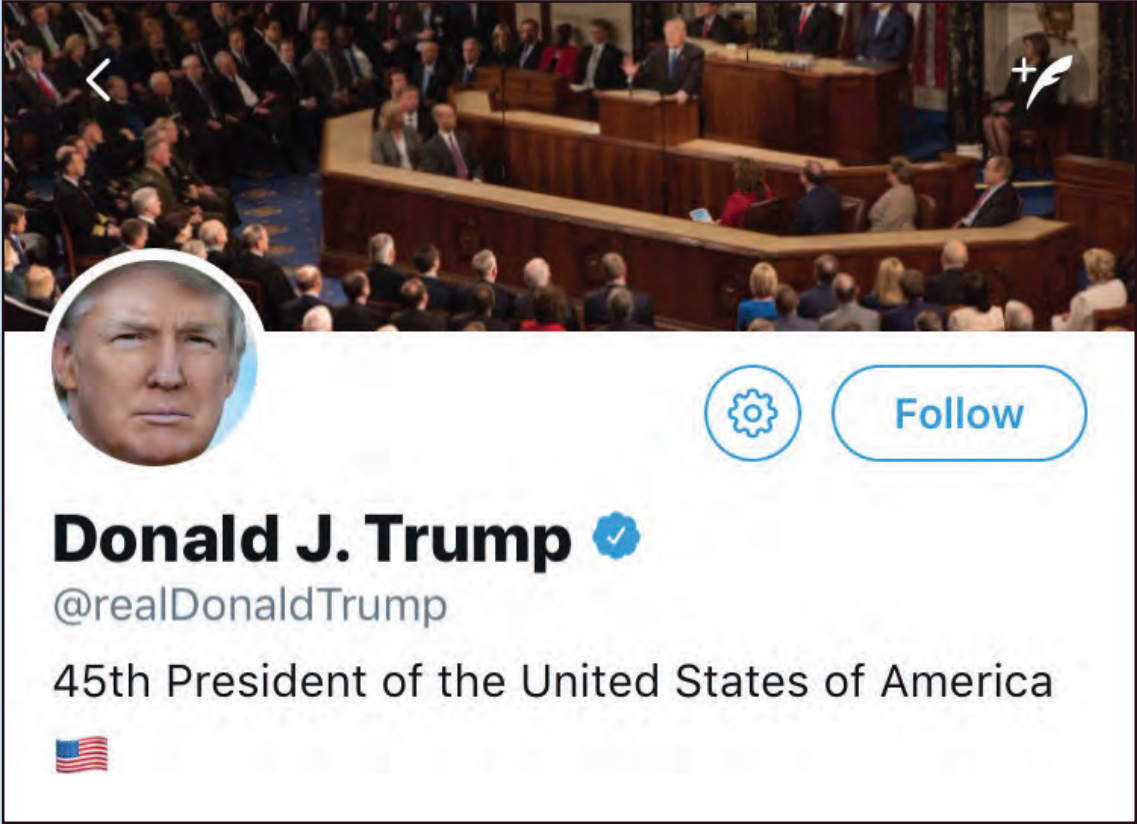 Follow
Donald J. Trump
@realDonaldTrump
45th President of the United States of America